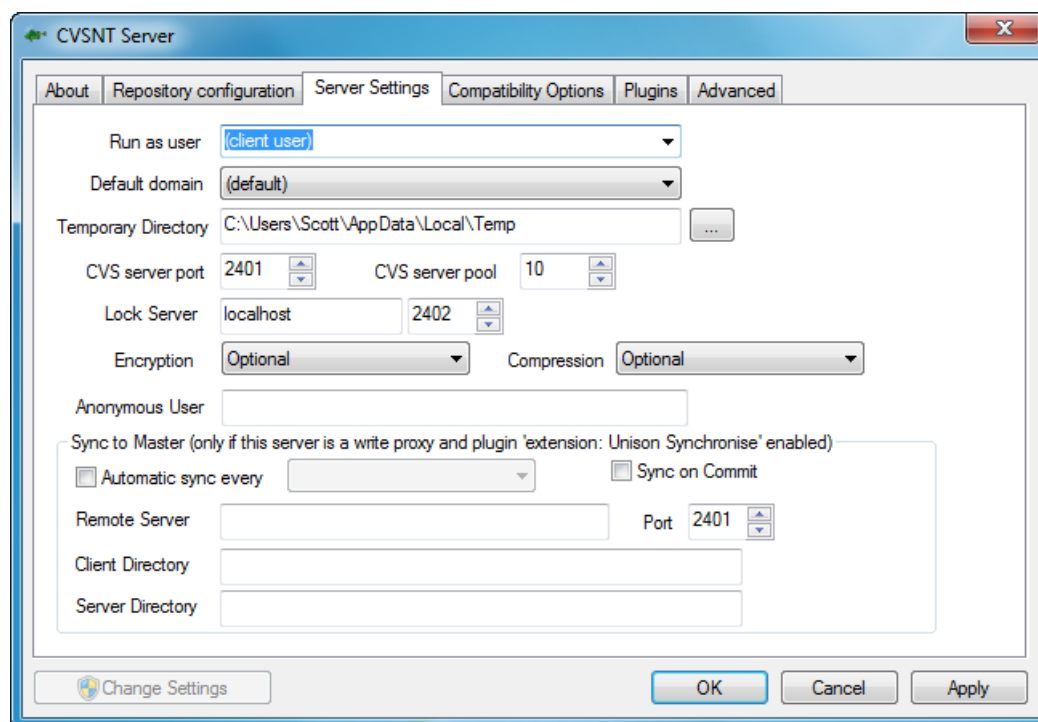 CVSNT Server
About Repository configuration Server Settings Compatibility Options Plugins Advanced
Run as user (client user)
Default domain (default)
Temporary Directory C:\Users\Scott\AppData\Local\Temp ...
CVS server port 2401 CVS server pool 10
Lock Server localhost 2402
Encryption Optional Compression Optional
Anonymous User
Sync to Master (only if this server is a write proxy and plugin 'extension: Unison Synchronise' enabled)
Automatic sync every Sync on Commit
Remote Server Port 2401
Client Directory
Server Directory
Change Settings OK Cancel Apply